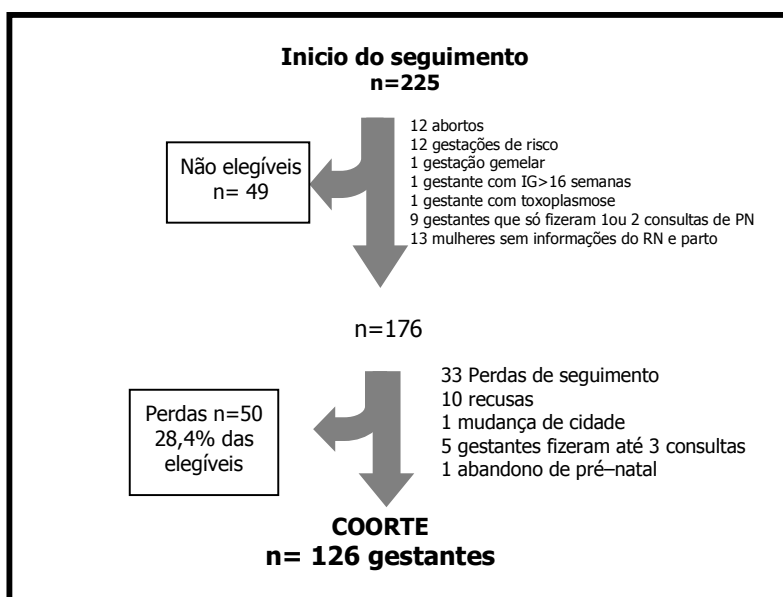 Inicio do seguimento
n=225
12 abortos
12 gestações de risco
1 gestação gemelar
1 gestante com IG>16 semanas
1 gestante com toxoplasmose
9 gestantes que só fizeram 1ou 2 consultas de PN
13 mulheres sem informações do RN e parto
Não elegíveis
n= 49
n=176
33 Perdas de seguimento
10 recusas
1 mudança de cidade
5 gestantes fizeram até 3 consultas
1 abandono de pré–natal
Perdas n=50
28,4% das
elegíveis
COORTE
n= 126 gestantes